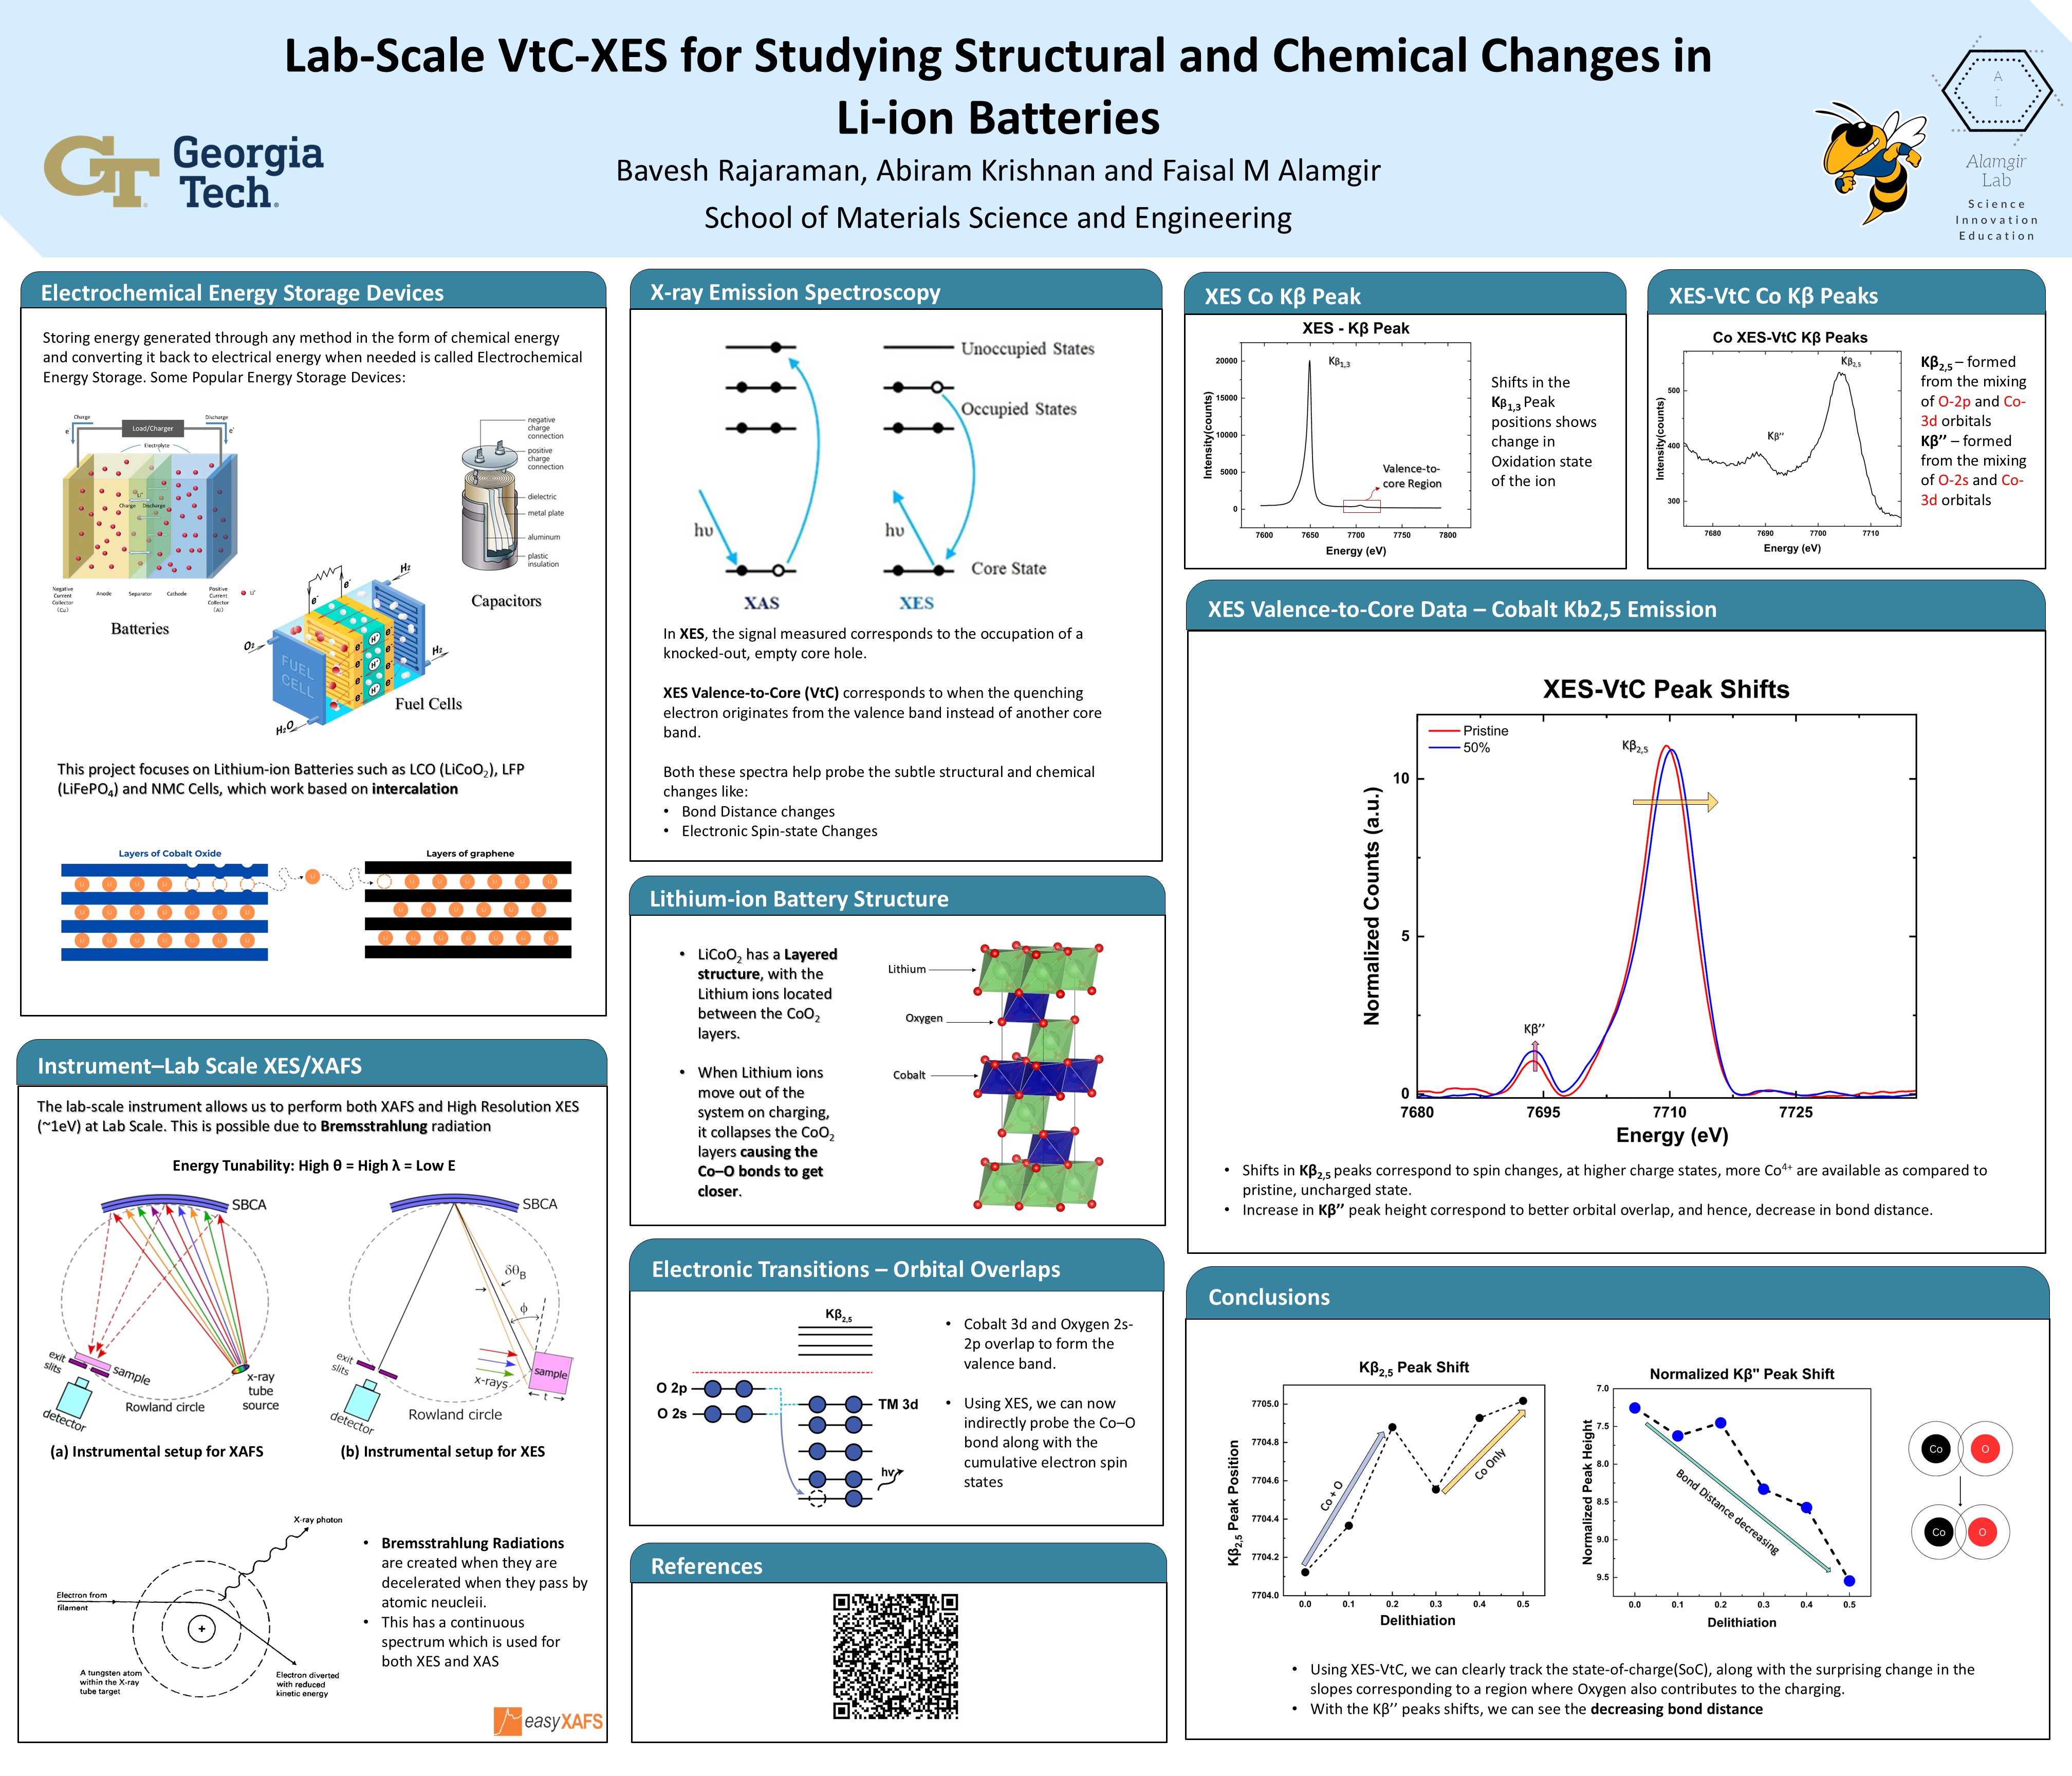 Lab-Scale VtC-XES for Studying Structural and Chemical Changes in
Li-ion Batteries
Bavesh Rajaraman, Abiram Krishnan and Faisal M Alamgir
School of Materials Science and Engineering
GT Georgia
Tech.
A
L
Alamgir
Lab
Science
Innovation
Education
Electrochemical Energy Storage Devices
Storing energy generated through any method in the form of chemical energy
and converting it back to electrical energy when needed is called Electrochemical
Energy Storage. Some Popular Energy Storage Devices:
Charge
Discharge
e⁻
Load/Charger
e⁻
Electrolyte
Li⁺
Charge
Discharge
Negative
Current
Collector
(Cu)
Anode
Separator
Cathode
Positive
Current
Collector
(Al)
Li⁺
Batteries
negative
charge
connection
positive
charge
connection
dielectric
metal plate
aluminum
plastic
insulation
Capacitors
H₂
e⁻
e⁻
O₂
FUEL
CELL
H₂
H₂O
Fuel Cells
This project focuses on Lithium-ion Batteries such as LCO (LiCoO₂), LFP
(LiFePO₄) and NMC Cells, which work based on intercalation
Layers of Cobalt Oxide
Layers of graphene
Instrument–Lab Scale XES/XAFS
The lab-scale instrument allows us to perform both XAFS and High Resolution XES
(~1eV) at Lab Scale. This is possible due to Bremsstrahlung radiation
Energy Tunability: High θ = High λ = Low E
SBCA
exit
slits
sample
detector
Rowland circle
x-ray
tube
source
(a) Instrumental setup for XAFS
SBCA
δθB
ϕ
exit
slits
x-rays
sample
t
detector
Rowland circle
(b) Instrumental setup for XES
X-ray photon
Electron from
filament
+
A tungsten atom
within the X-ray
tube target
Electron diverted
with reduced
kinetic energy
• Bremsstrahlung Radiations
are created when they are
decelerated when they pass by
atomic neucleii.
• This has a continuous
spectrum which is used for
both XES and XAS
easyXAFS
X-ray Emission Spectroscopy
Unoccupied States
Occupied States
hυ
hυ
Core State
XAS
XES
In XES, the signal measured corresponds to the occupation of a
knocked-out, empty core hole.
XES Valence-to-Core (VtC) corresponds to when the quenching
electron originates from the valence band instead of another core
band.
Both these spectra help probe the subtle structural and chemical
changes like:
• Bond Distance changes
• Electronic Spin-state Changes
Lithium-ion Battery Structure
• LiCoO₂ has a Layered
structure, with the
Lithium ions located
between the CoO₂
layers.
• When Lithium ions
move out of the
system on charging,
it collapses the CoO₂
layers causing the
Co–O bonds to get
closer.
Lithium
Oxygen
Cobalt
Electronic Transitions – Orbital Overlaps
Kβ2,5
O 2p
O 2s
TM 3d
hv
• Cobalt 3d and Oxygen 2s-
2p overlap to form the
valence band.
• Using XES, we can now
indirectly probe the Co–O
bond along with the
cumulative electron spin
states
References
XES Co Kβ Peak
XES - Kβ Peak
Kβ1,3
Valence-to-
core Region
Intensity(counts)
20000
15000
10000
5000
0
7600 7650 7700 7750 7800
Energy (eV)
Shifts in the
Kβ1,3 Peak
positions shows
change in
Oxidation state
of the ion
XES-VtC Co Kβ Peaks
Co XES-VtC Kβ Peaks
Kβ2,5
Kβ’’
Intensity(counts)
500
400
300
7680 7690 7700 7710
Energy (eV)
Kβ2,5 – formed
from the mixing
of O-2p and Co-
3d orbitals
Kβ’’ – formed
from the mixing
of O-2s and Co-
3d orbitals
XES Valence-to-Core Data – Cobalt Kb2,5 Emission
XES-VtC Peak Shifts
Pristine
50%
Kβ2,5
Kβ’’
Normalized Counts (a.u.)
10
5
0
7680 7695 7710 7725
Energy (eV)
• Shifts in Kβ2,5 peaks correspond to spin changes, at higher charge states, more Co⁴⁺ are available as compared to
pristine, uncharged state.
• Increase in Kβ’’ peak height correspond to better orbital overlap, and hence, decrease in bond distance.
Conclusions
Kβ2,5 Peak Shift
Kβ2,5 Peak Position
7705.0
7704.8
7704.6
7704.4
7704.2
7704.0
Co + O
Co Only
0.0 0.1 0.2 0.3 0.4 0.5
Delithiation
Normalized Kβ" Peak Shift
Normalized Peak Height
7.0
7.5
8.0
8.5
9.0
9.5
Bond Distance decreasing
0.0 0.1 0.2 0.3 0.4 0.5
Delithiation
Co O
Co O
• Using XES-VtC, we can clearly track the state-of-charge(SoC), along with the surprising change in the
slopes corresponding to a region where Oxygen also contributes to the charging.
• With the Kβ’’ peaks shifts, we can see the decreasing bond distance